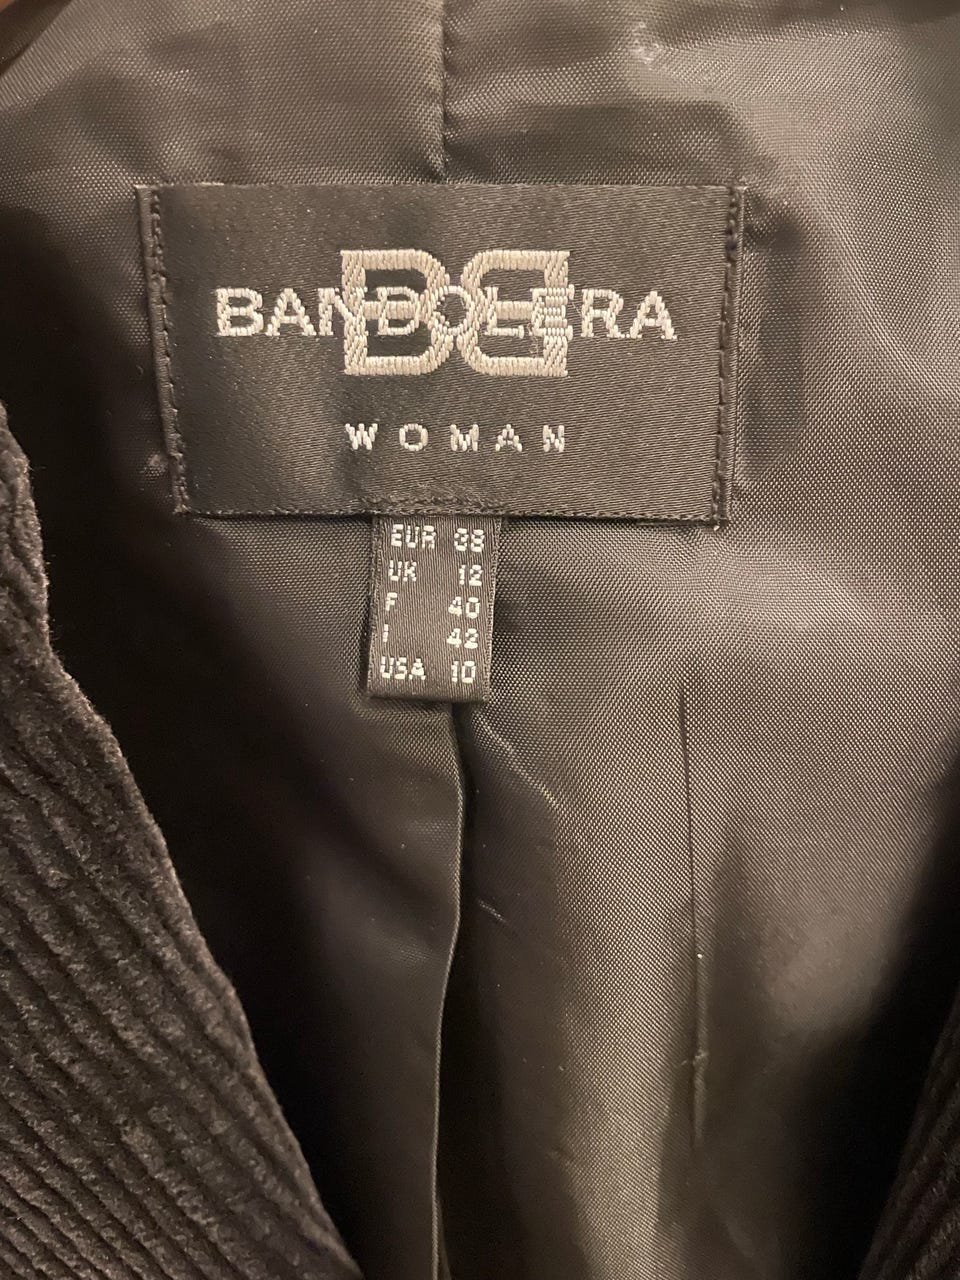 BANDOLERA
WOMAN
EUR 38
UK 12
F 40
I 42
USA 10